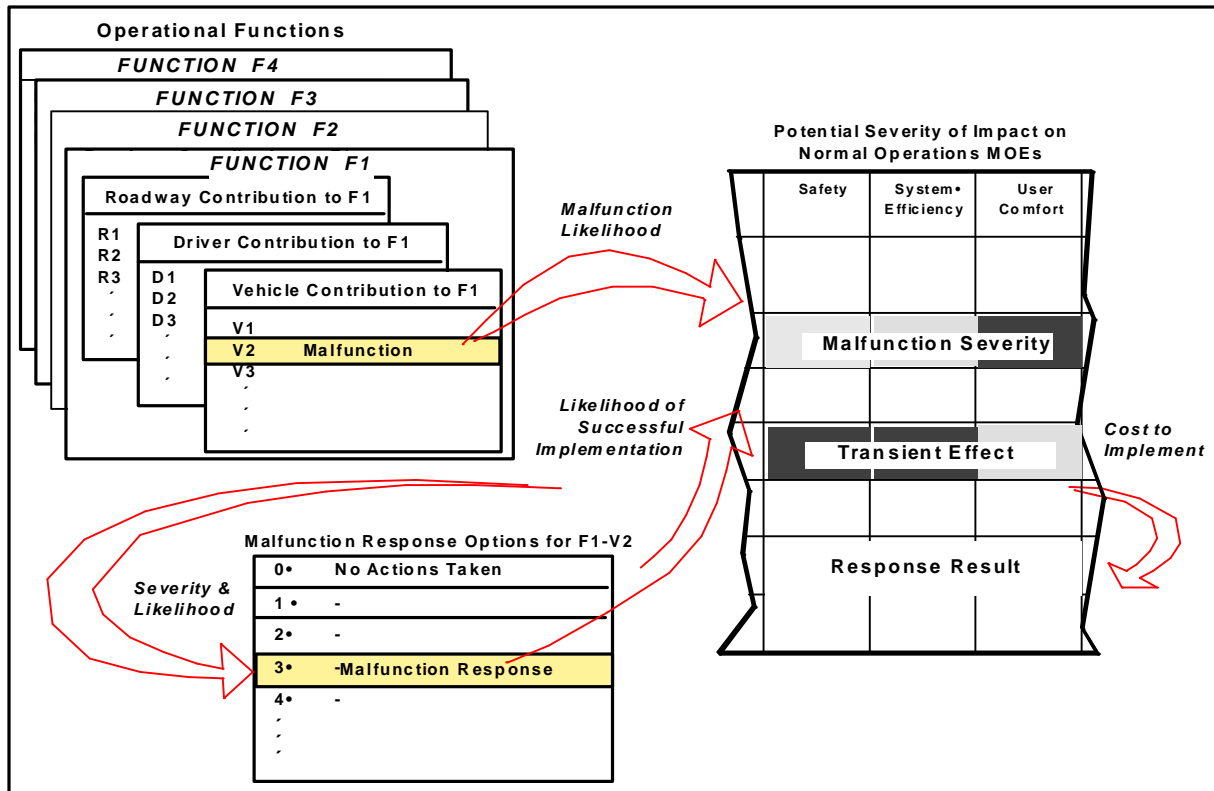 Operational Functions
FUNCTION F4
FUNCTION F3
FUNCTION F2
FUNCTION F1
Roadway Contribution to F1
R1
R2
R3
Driver Contribution to F1
D1
D2
D3
Vehicle Contribution to F1
V1
V2 Malfunction
V3
Malfunction
Likelihood
Potential Severity of Impact on
Normal Operations MOEs
Safety
System•
Efficiency
User
Comfort
Malfunction Severity
Transient Effect
Response Result
Likelihood of
Successful
Implementation
Cost to
Implement
Severity &
Likelihood
Malfunction Response Options for F1-V2
0• No Actions Taken
1• -
2• -
3• -Malfunction Response
4• -